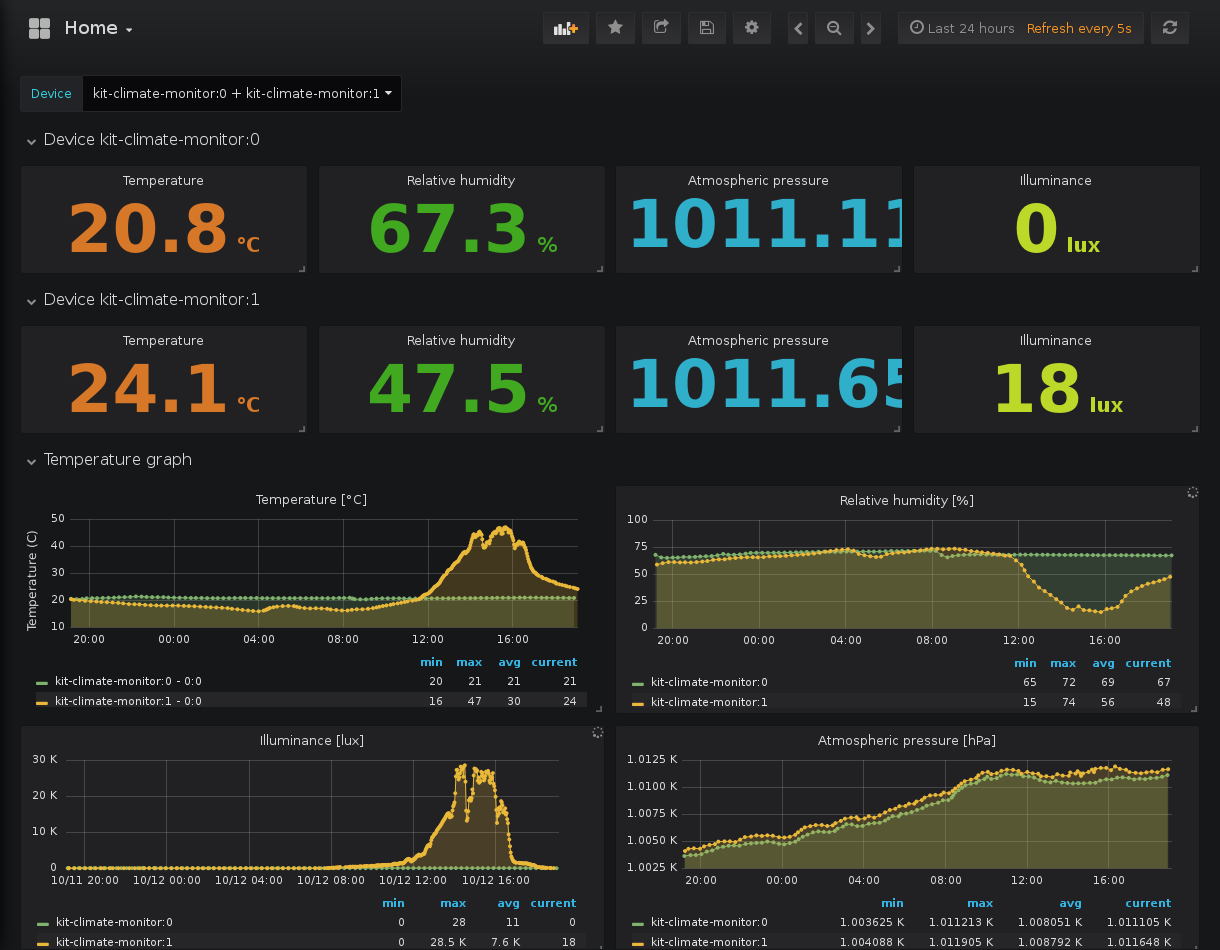 Home
Last 24 hours Refresh every 5s
Device kit-climate-monitor:0 + kit-climate-monitor:1
Device kit-climate-monitor:0
Temperature Relative humidity Atmospheric pressure Illuminance
20.8 °C 67.3 % 1011.11 0 lux
Device kit-climate-monitor:1
Temperature Relative humidity Atmospheric pressure Illuminance
24.1 °C 47.5 % 1011.65 18 lux
Temperature graph
Temperature [°C]
Temperature (C)
50
40
30
20
10
20:00 00:00 04:00 08:00 12:00 16:00
min max avg current
kit-climate-monitor:0 - 0:0 20 21 21 21
kit-climate-monitor:1 - 0:0 16 47 30 24
Relative humidity [%]
100
75
50
25
0
20:00 00:00 04:00 08:00 12:00 16:00
min max avg current
kit-climate-monitor:0 65 72 69 67
kit-climate-monitor:1 15 74 56 48
Illuminance [lux]
30 K
20 K
10 K
0
10/11 20:00 10/12 00:00 10/12 04:00 10/12 08:00 10/12 12:00 10/12 16:00
min max avg current
kit-climate-monitor:0 0 28 11 0
kit-climate-monitor:1 0 28.5 K 7.6 K 18
Atmospheric pressure [hPa]
1.0125 K
1.0100 K
1.0075 K
1.0050 K
1.0025 K
20:00 00:00 04:00 08:00 12:00 16:00
min max avg current
kit-climate-monitor:0 1.003625 K 1.011213 K 1.008051 K 1.011105 K
kit-climate-monitor:1 1.004088 K 1.011905 K 1.008792 K 1.011648 K